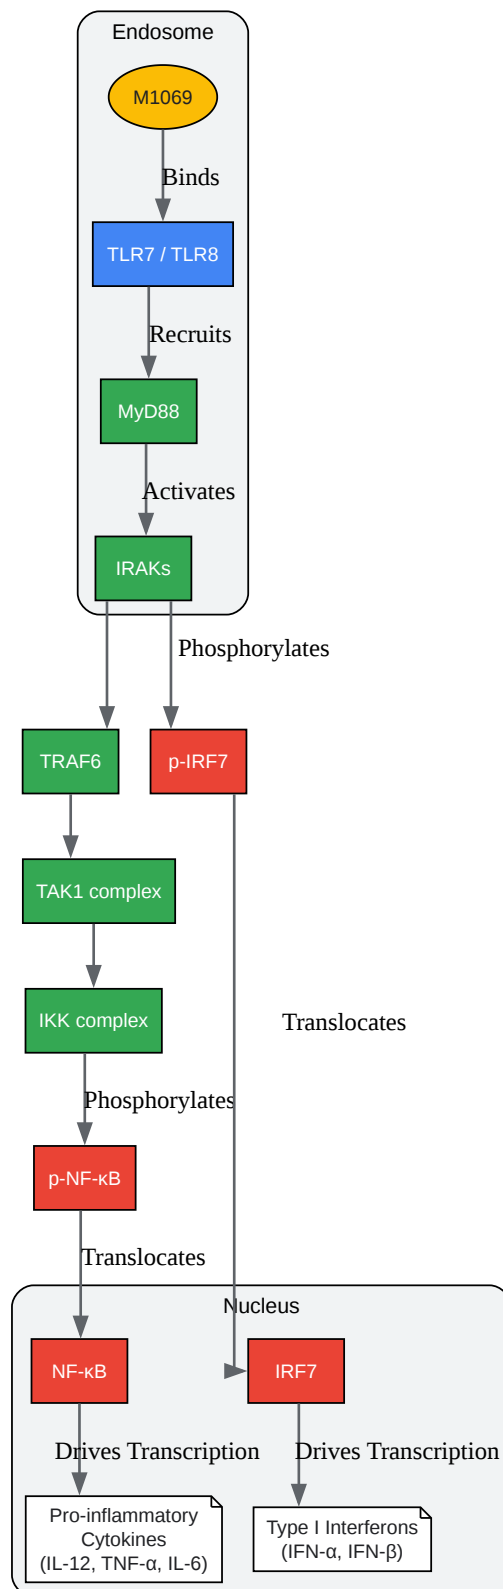 Endosome
M1069
Binds
TLR7 / TLR8
Recruits
MyD88
Activates
IRAKs
Phosphorylates
TRAF6
p-IRF7
TAK1 complex
IKK complex
Translocates
Phosphorylates
p-NF-κB
Translocates
Nucleus
NF-κB
IRF7
Drives Transcription
Drives Transcription
Pro-inflammatory
Cytokines
(IL-12, TNF-α, IL-6)
Type I Interferons
(IFN-α, IFN-β)